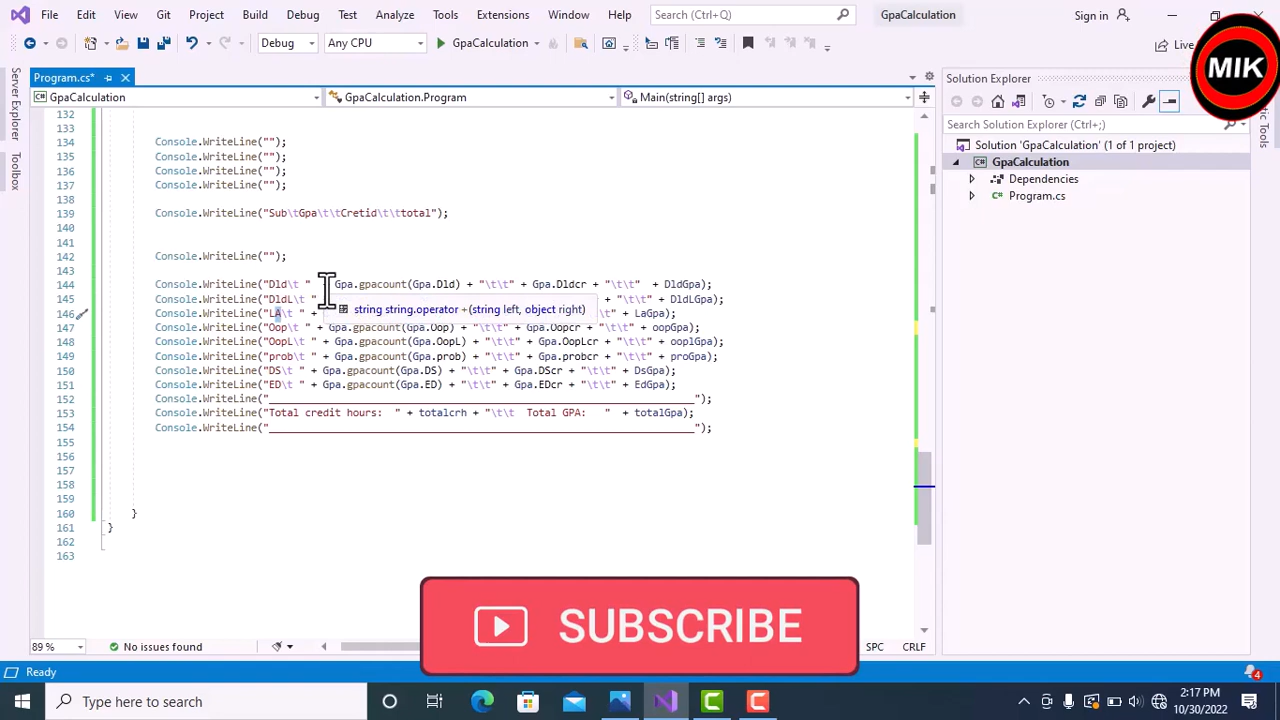 File Edit View Git Project Build Debug Test Analyze Tools Extensions Window Help Search (Ctrl+Q) GpaCalculation Sign in
MIK
Debug Any CPU GpaCalculation Live
Program.cs*
Solution Explorer
GpaCalculation GpaCalculation.Program Main(string[] args)
Server Explorer
Toolbox
Search Solution Explorer (Ctrl+;)
Solution 'GpaCalculation' (1 of 1 project)
GpaCalculation
Dependencies
Program.cs
132
133
134 Console.WriteLine("");
135 Console.WriteLine("");
136 Console.WriteLine("");
137 Console.WriteLine("");
138
139 Console.WriteLine("Sub\tGpa\t\tCretid\t\ttotal");
140
141
142 Console.WriteLine("");
143
144 Console.WriteLine("Dld\t " Gpa.gpacount(Gpa.Dld) + "\t\t" + Gpa.Dldcr + "\t\t" + DldGpa);
145 Console.WriteLine("DldL\t " + "\t\t" + DldLGpa);
string string.operator +(string left, object right)
146 Console.WriteLine("LA\t " + \t" + LaGpa);
147 Console.WriteLine("Oop\t " + Gpa.gpacount(Gpa.Oop) + "\t\t" + Gpa.Oopcr + "\t\t" + oopGpa);
148 Console.WriteLine("OopL\t " + Gpa.gpacount(Gpa.OopL) + "\t\t" + Gpa.OopLcr + "\t\t" + ooplGpa);
149 Console.WriteLine("prob\t " + Gpa.gpacount(Gpa.prob) + "\t\t" + Gpa.probcr + "\t\t" + proGpa);
150 Console.WriteLine("DS\t " + Gpa.gpacount(Gpa.DS) + "\t\t" + Gpa.DScr + "\t\t" + DsGpa);
151 Console.WriteLine("ED\t " + Gpa.gpacount(Gpa.ED) + "\t\t" + Gpa.EDcr + "\t\t" + EdGpa);
152 Console.WriteLine("____________________________________________________________________");
153 Console.WriteLine("Total credit hours: " + totalcrh + "\t\t Total GPA: " + totalGpa);
154 Console.WriteLine("____________________________________________________________________");
155
156
157
158
159
160 }
161 }
162
163
SUBSCRIBE
89 % No issues found SPC CRLF
Ready 4
Type here to search
2:17 PM
10/30/2022